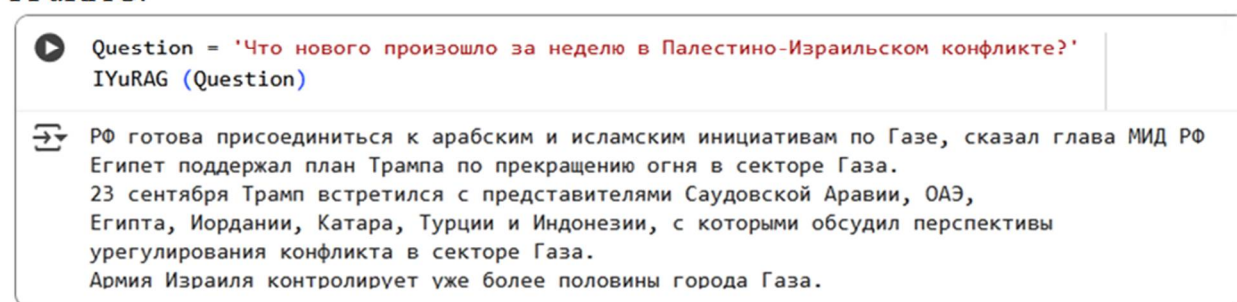 Question = 'Что нового произошло за неделю в Палестино-Израильском конфликте?'
IYuRAG (Question)
РФ готова присоединиться к арабским и исламским инициативам по Газе, сказал глава МИД РФ
Египет поддержал план Трампа по прекращению огня в секторе Газа.
23 сентября Трамп встретился с представителями Саудовской Аравии, ОАЭ,
Египта, Иордании, Катара, Турции и Индонезии, с которыми обсудил перспективы
урегулирования конфликта в секторе Газа.
Армия Израиля контролирует уже более половины города Газа.